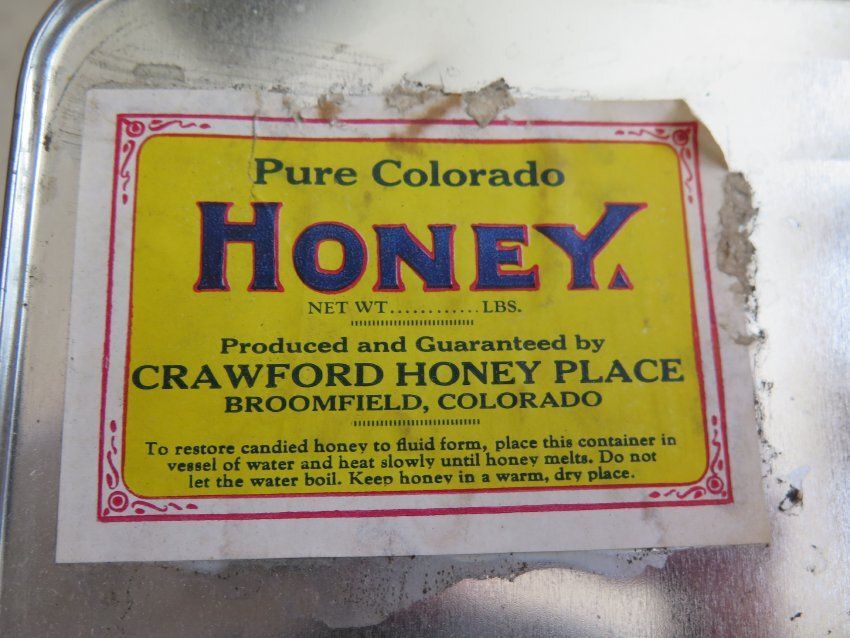 Pure Colorado
HONEY.
NET WT............LBS.
Produced and Guaranteed by
CRAWFORD HONEY PLACE
BROOMFIELD, COLORADO
To restore candied honey to fluid form, place this container in
vessel of water and heat slowly until honey melts. Do not
let the water boil. Keep honey in a warm, dry place.